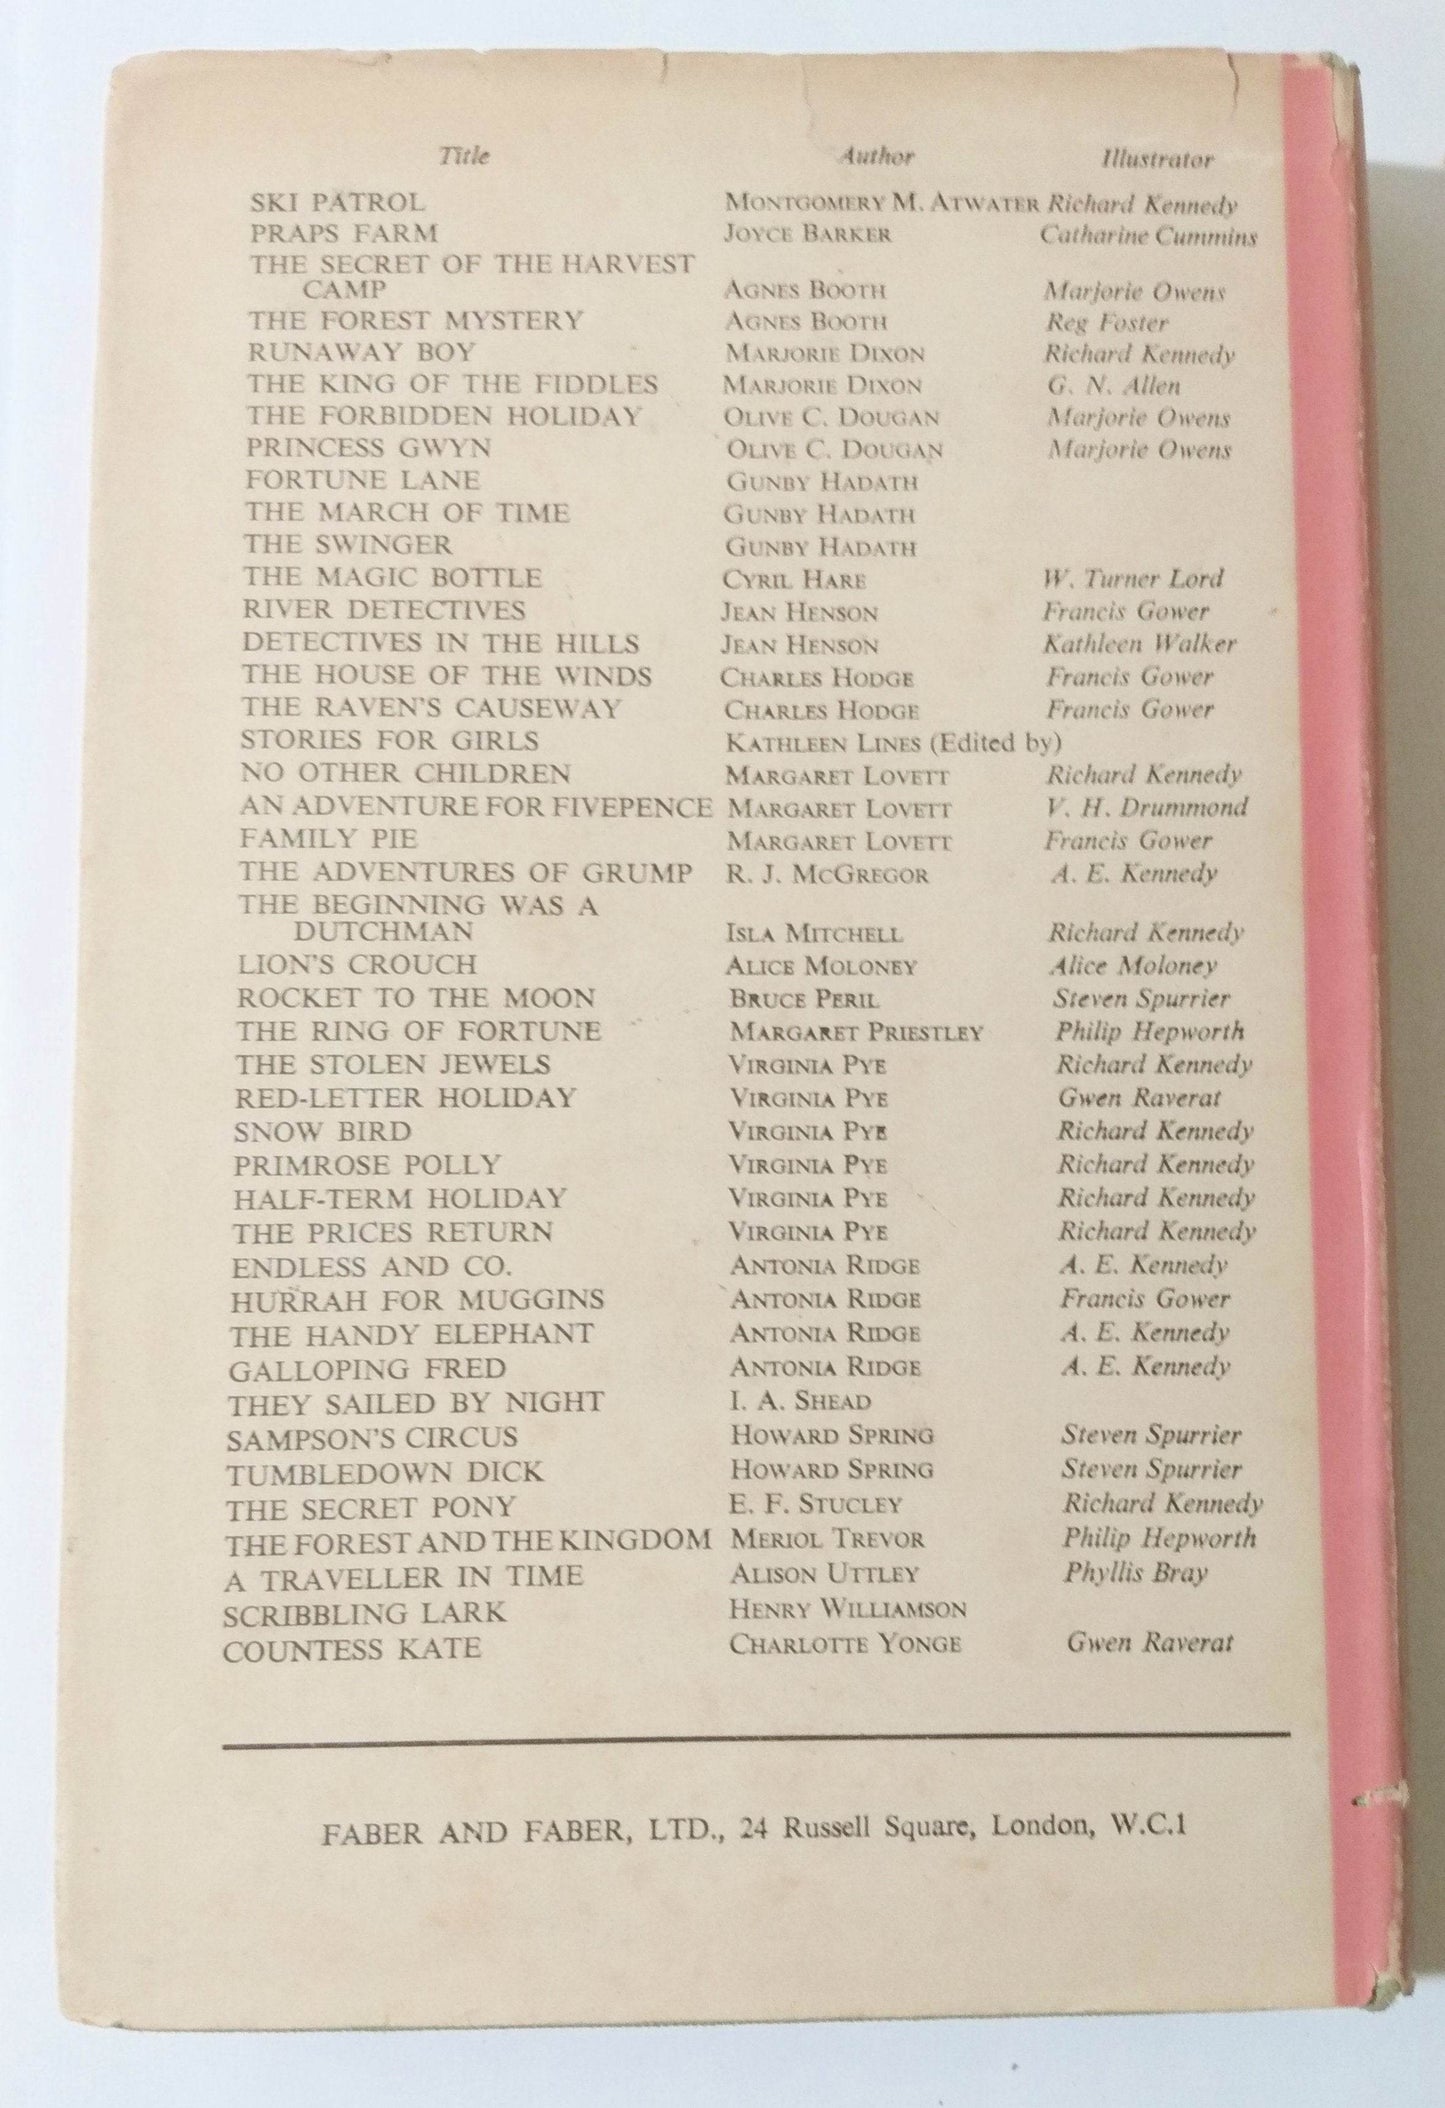 Title Author Illustrator
SKI PATROL MONTGOMERY M. ATWATER Richard Kennedy
PRAPS FARM JOYCE BARKER Catharine Cummins
THE SECRET OF THE HARVEST
CAMP AGNES BOOTH Marjorie Owens
THE FOREST MYSTERY AGNES BOOTH Reg Foster
RUNAWAY BOY MARJORIE DIXON Richard Kennedy
THE KING OF THE FIDDLES MARJORIE DIXON G. N. Allen
THE FORBIDDEN HOLIDAY OLIVE C. DOUGAN Marjorie Owens
PRINCESS GWYN OLIVE C. DOUGAN Marjorie Owens
FORTUNE LANE GUNBY HADATH
THE MARCH OF TIME GUNBY HADATH
THE SWINGER GUNBY HADATH
THE MAGIC BOTTLE CYRIL HARE W. Turner Lord
RIVER DETECTIVES JEAN HENSON Francis Gower
DETECTIVES IN THE HILLS JEAN HENSON Kathleen Walker
THE HOUSE OF THE WINDS CHARLES HODGE Francis Gower
THE RAVEN'S CAUSEWAY CHARLES HODGE Francis Gower
STORIES FOR GIRLS KATHLEEN LINES (Edited by)
NO OTHER CHILDREN MARGARET LOVETT Richard Kennedy
AN ADVENTURE FOR FIVEPENCE MARGARET LOVETT V. H. Drummond
FAMILY PIE MARGARET LOVETT Francis Gower
THE ADVENTURES OF GRUMP R. J. MCGREGOR A. E. Kennedy
THE BEGINNING WAS A
DUTCHMAN ISLA MITCHELL Richard Kennedy
LION'S CROUCH ALICE MOLONEY Alice Moloney
ROCKET TO THE MOON BRUCE PERIL Steven Spurrier
THE RING OF FORTUNE MARGARET PRIESTLEY Philip Hepworth
THE STOLEN JEWELS VIRGINIA PYE Richard Kennedy
RED-LETTER HOLIDAY VIRGINIA PYE Gwen Raverat
SNOW BIRD VIRGINIA PYE Richard Kennedy
PRIMROSE POLLY VIRGINIA PYE Richard Kennedy
HALF-TERM HOLIDAY VIRGINIA PYE Richard Kennedy
THE PRICES RETURN VIRGINIA PYE Richard Kennedy
ENDLESS AND CO. ANTONIA RIDGE A. E. Kennedy
HURRAH FOR MUGGINS ANTONIA RIDGE Francis Gower
THE HANDY ELEPHANT ANTONIA RIDGE A. E. Kennedy
GALLOPING FRED ANTONIA RIDGE A. E. Kennedy
THEY SAILED BY NIGHT I. A. SHEAD
SAMPSON'S CIRCUS HOWARD SPRING Steven Spurrier
TUMBLEDOWN DICK HOWARD SPRING Steven Spurrier
THE SECRET PONY E. F. STUCLEY Richard Kennedy
THE FOREST AND THE KINGDOM MERIOL TREVOR Philip Hepworth
A TRAVELLER IN TIME ALISON UTTLEY Phyllis Bray
SCRIBBLING LARK HENRY WILLIAMSON
COUNTESS KATE CHARLOTTE YONGE Gwen Raverat
FABER AND FABER, LTD., 24 Russell Square, London, W.C.1